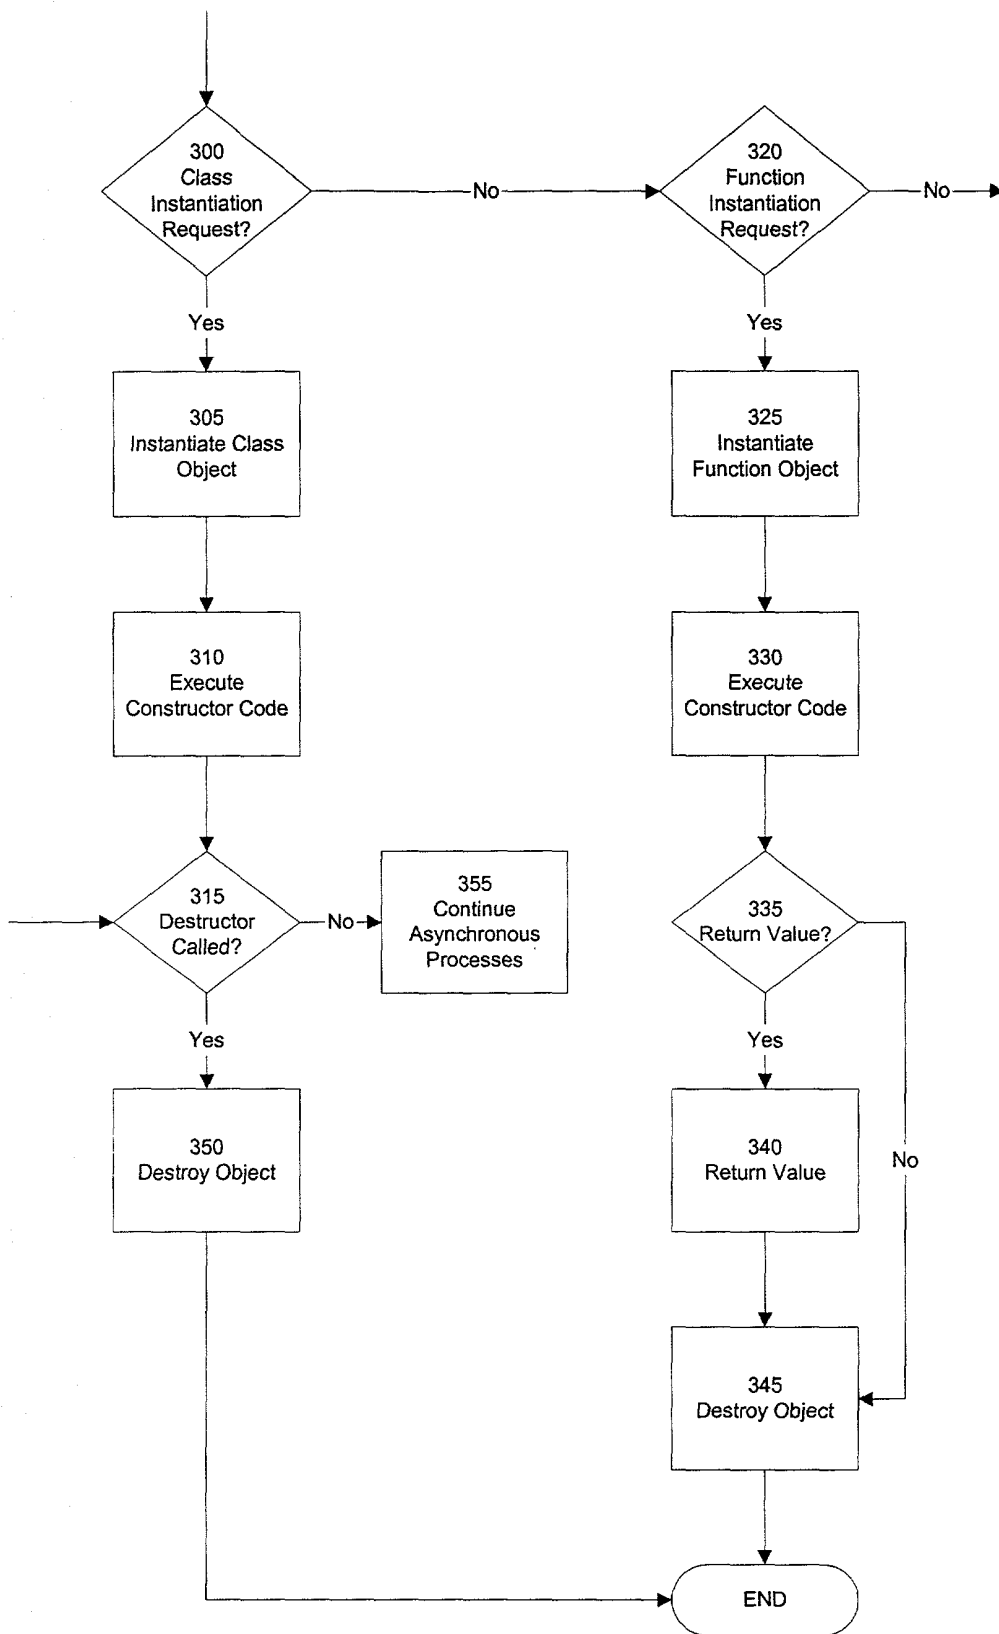 300
Class
Instantiation
Request?
No
320
Function
Instantiation
Request?
No
Yes
Yes
305
Instantiate Class
Object
325
Instantiate
Function Object
310
Execute
Constructor Code
330
Execute
Constructor Code
315
Destructor
Called?
No
355
Continue
Asynchronous
Processes
335
Return Value?
Yes
Yes
350
Destroy Object
340
Return Value
No
345
Destroy Object
END